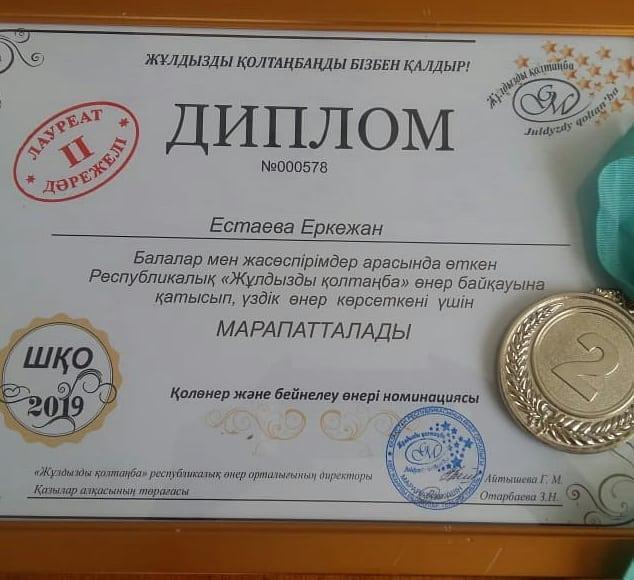 ЖҰЛДЫЗДЫ ҚОЛТАҢБАҢДЫ БІЗБЕН ҚАЛДЫР!
Жұлдызды қолтаңба
GM
Juldyzdy qoltan'ba
ЛАУРЕАТ
II
ДӘРЕЖЕЛІ
ДИПЛОМ
№000578
Естаева Еркежан
Балалар мен жасөспірімдер арасында өткен
Республикалық «Жұлдызды қолтаңба» өнер байқауына
қатысып, үздік өнер көрсеткені үшін
МАРАПАТТАЛАДЫ
2
ШҚО
2019
Қолөнер және бейнелеу өнері номинациясы
«Жұлдызды қолтаңба» республикалық өнер орталығының директоры
Айтышева Г. М.
Қазылар алқасының төрағасы
Отарбаева З.Н.